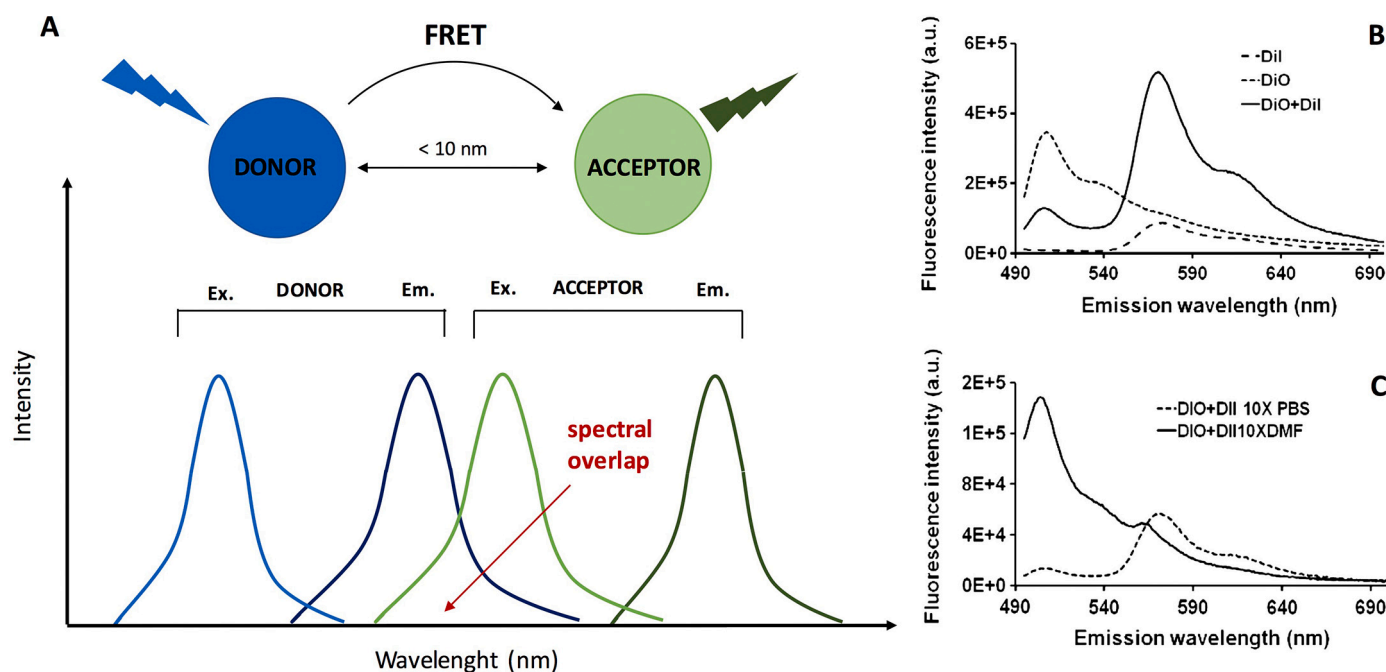 A
FRET
DONOR
< 10 nm
ACCEPTOR
Ex. DONOR Em. Ex. ACCEPTOR Em.
Intensity
spectral
overlap
Wavelenght (nm)
B
Fluorescence intensity (a.u.)
6E+5
4E+5
2E+5
0E+0
DiI
DiO
DiO+DiI
490 540 590 640 690
Emission wavelength (nm)
C
Fluorescence intensity (a.u.)
2E+5
1E+5
8E+4
4E+4
0E+0
DIO+DII 10X PBS
DIO+DII10XDMF
490 540 590 640 690
Emission wavelength (nm)